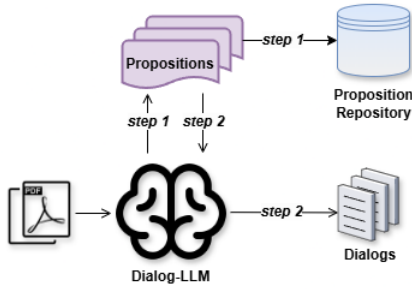 Propositions
step 1
Proposition
Repository
step 1
step 2
PDF
step 2
Dialog-LLM
Dialogs